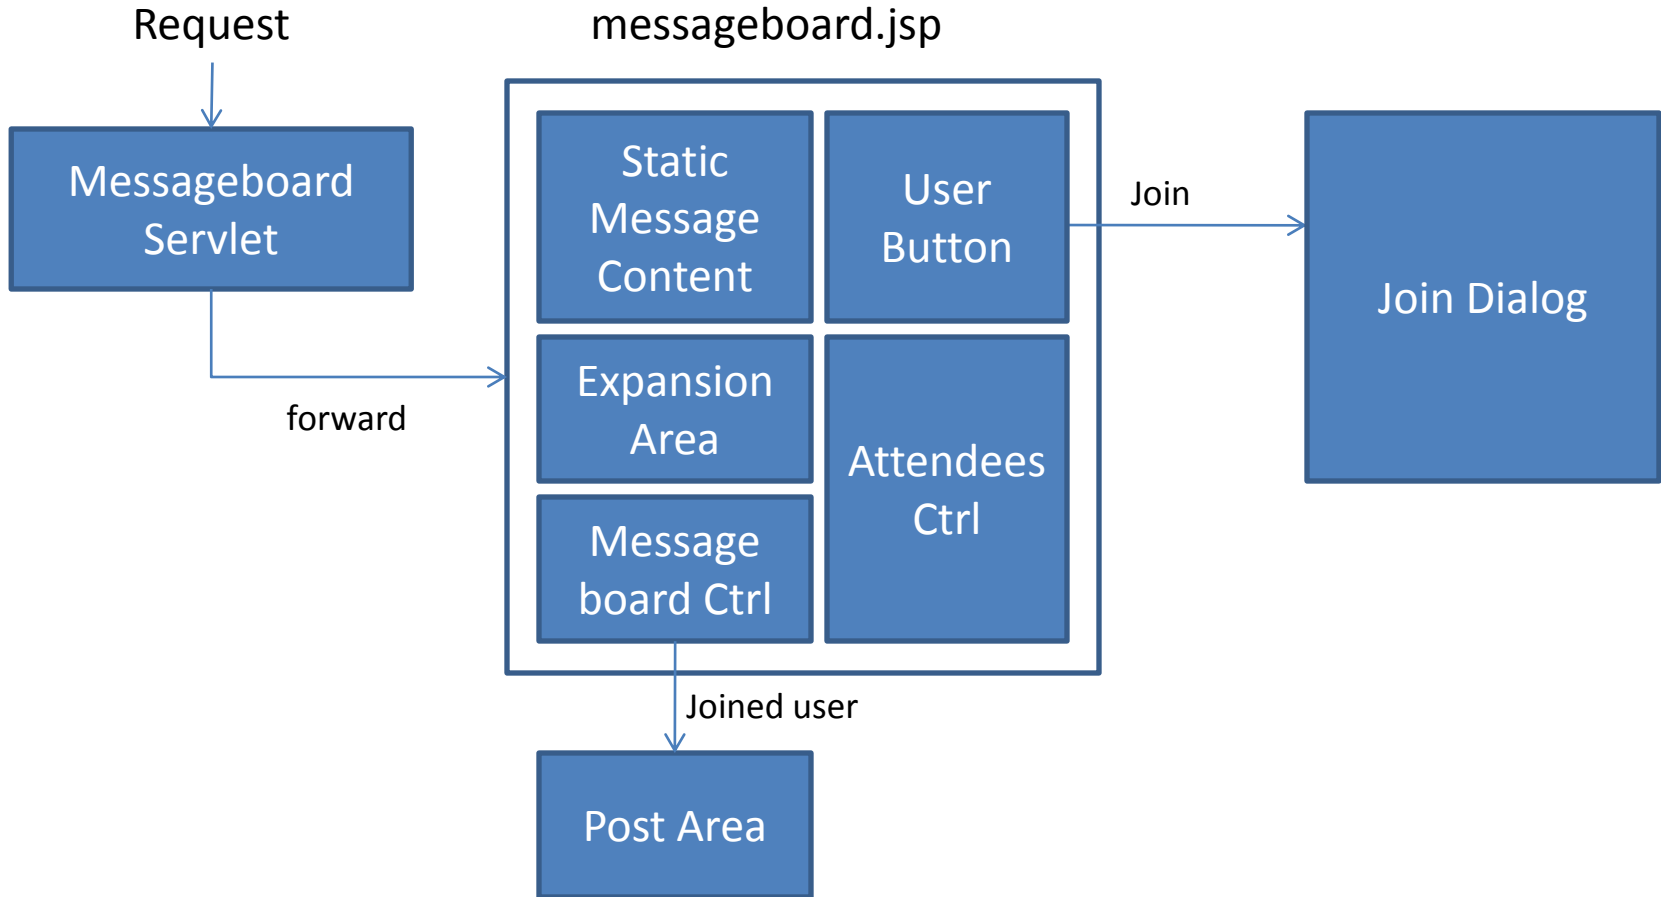 Request
messageboard.jsp
Messageboard
Servlet
forward
Static
Message
Content
User
Button
Expansion
Area
Attendees
Ctrl
Message
board Ctrl
Join
Join Dialog
Joined user
Post Area